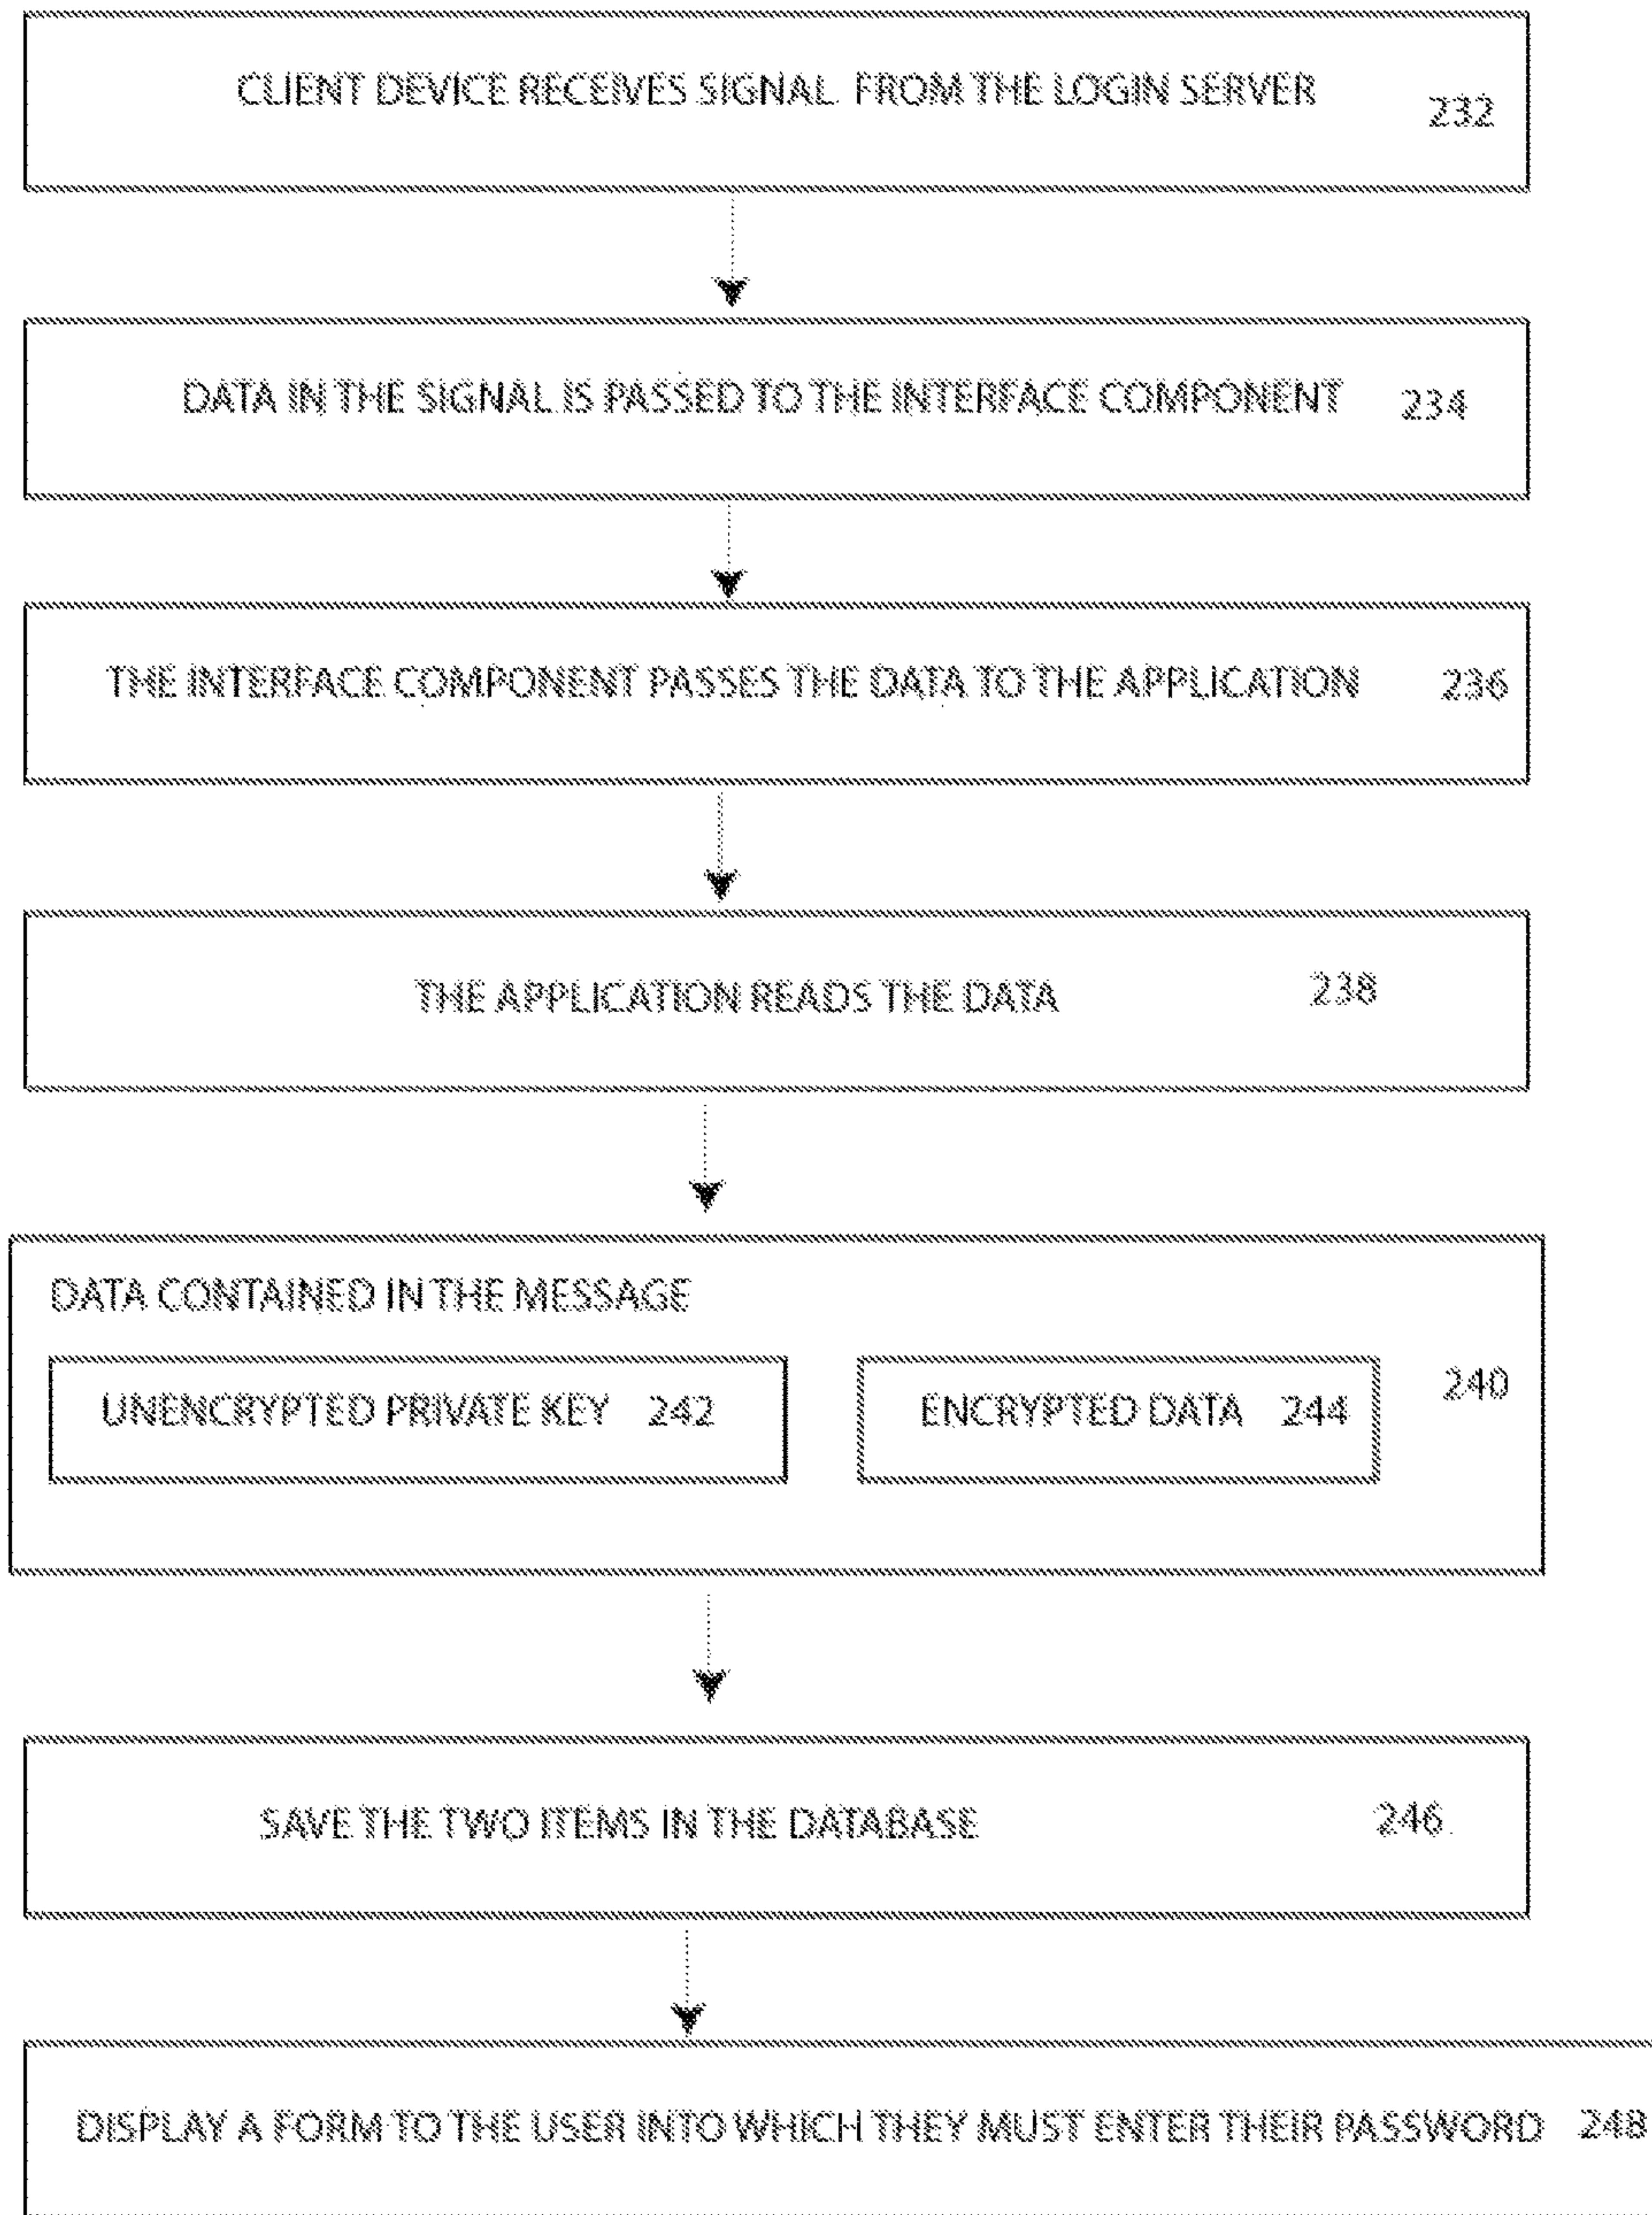 CLIENT DEVICE RECEIVES SIGNAL FROM THE LOGIN SERVER 232
DATA IN THE SIGNAL IS PASSED TO THE INTERFACE COMPONENT 234
THE INTERFACE COMPONENT PASSES THE DATA TO THE APPLICATION 236
THE APPLICATION READS THE DATA 238
DATA CONTAINED IN THE MESSAGE
240
UNENCRYPTED PRIVATE KEY 242
ENCRYPTED DATA 244
SAVE THE TWO ITEMS IN THE DATABASE 246
DISPLAY A FORM TO THE USER INTO WHICH THEY MUST ENTER THEIR PASSWORD 248